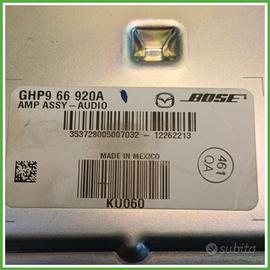 GHP9 66 920A
AMP ASSY-AUDIO
BOSE
353728005007032 - 12262213
MADE IN MEXICO
KU060
461
QA
subito